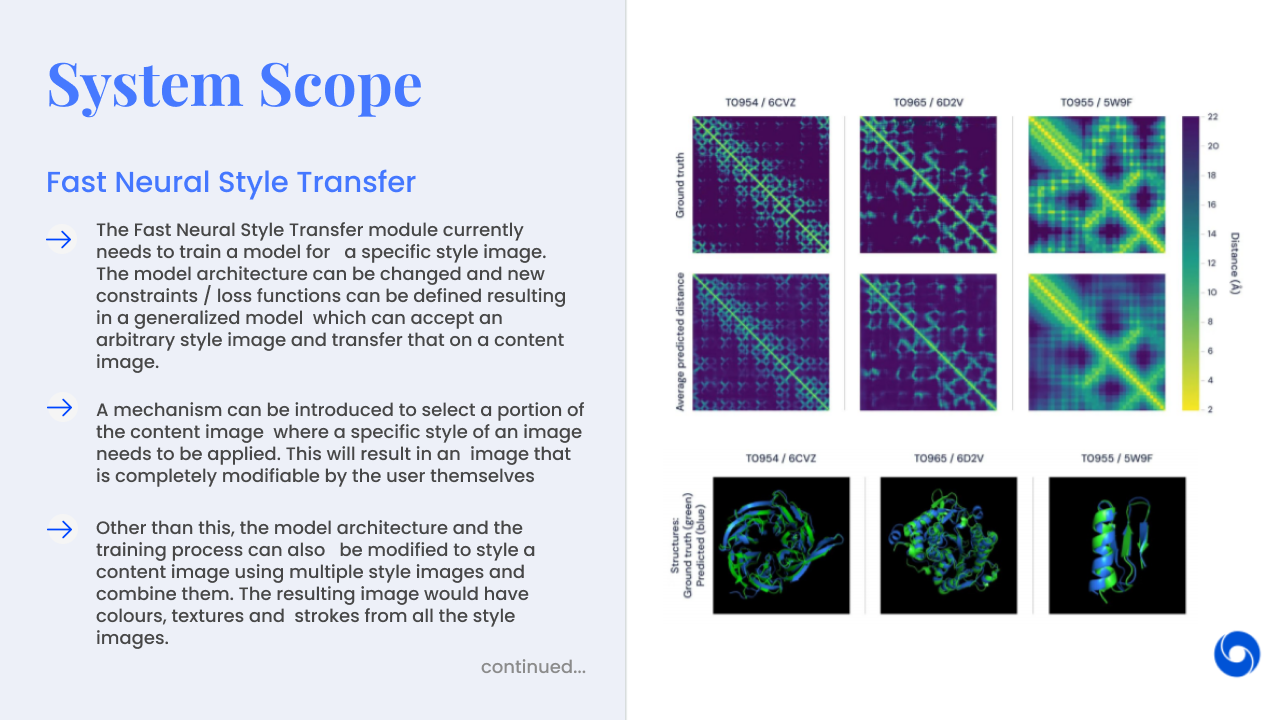 System Scope
Fast Neural Style Transfer
The Fast Neural Style Transfer module currently
needs to train a model for   a specific style image.
The model architecture can be changed and new
constraints / loss functions can be defined resulting
in a generalized model  which can accept an
arbitrary style image and transfer that on a content
image.
A mechanism can be introduced to select a portion of
the content image  where a specific style of an image
needs to be applied. This will result in an  image that
is completely modifiable by the user themselves
Other than this, the model architecture and the
training process can also   be modified to style a
content image using multiple style images and
combine them. The resulting image would have
colours, textures and  strokes from all the style
images.
continued...
TO954 / 6CVZ
TO965 / 6D2V
TO955 / 5W9F
Ground truth
Average predicted distance
22
20
18
16
14
12
10
8
6
4
2
Distance (Å)
TO954 / 6CVZ
TO965 / 6D2V
TO955 / 5W9F
Structures:
Ground truth (green)
Predicted (blue)